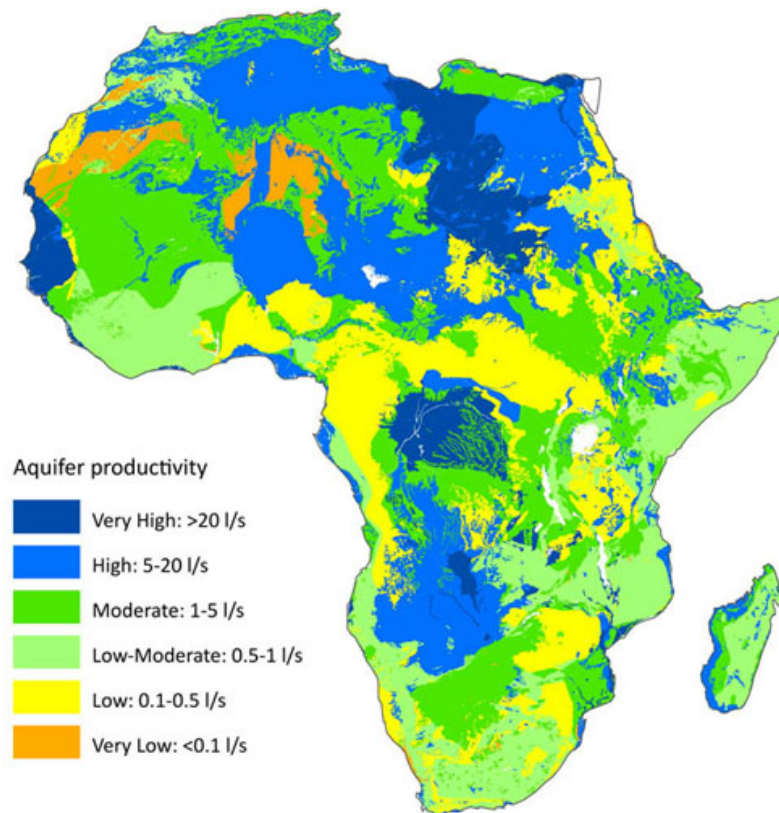 Aquifer productivity
Very High: >20 l/s
High: 5-20 l/s
Moderate: 1-5 l/s
Low-Moderate: 0.5-1 l/s
Low: 0.1-0.5 l/s
Very Low: <0.1 l/s